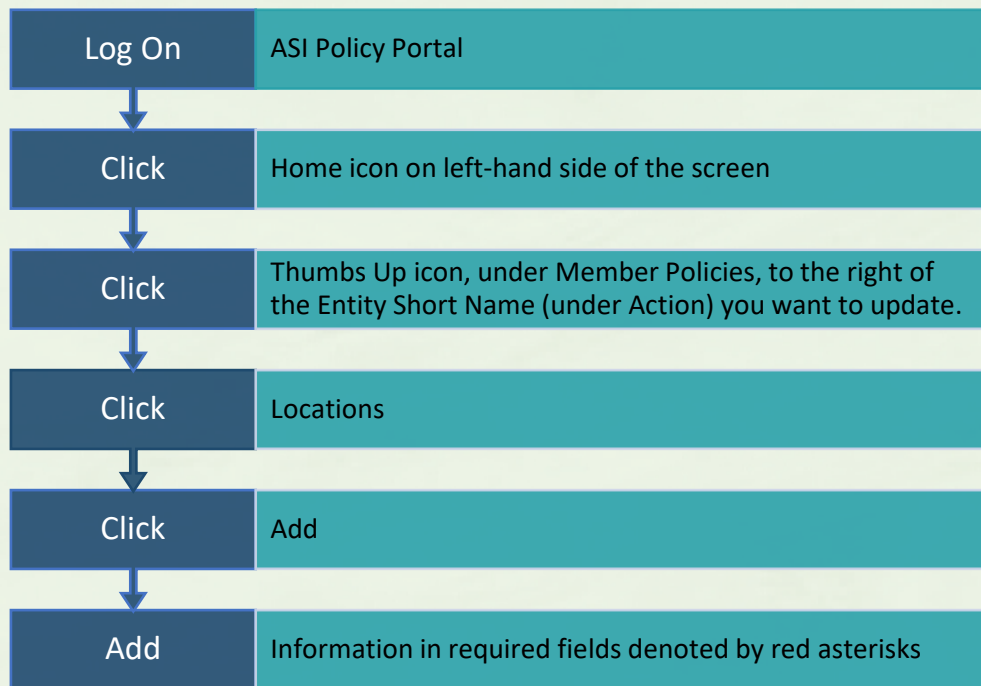 Log On
ASI Policy Portal
Click
Home icon on left-hand side of the screen
Click
Thumbs Up icon, under Member Policies, to the right of
the Entity Short Name (under Action) you want to update.
Click
Locations
Click
Add
Add
Information in required fields denoted by red asterisks